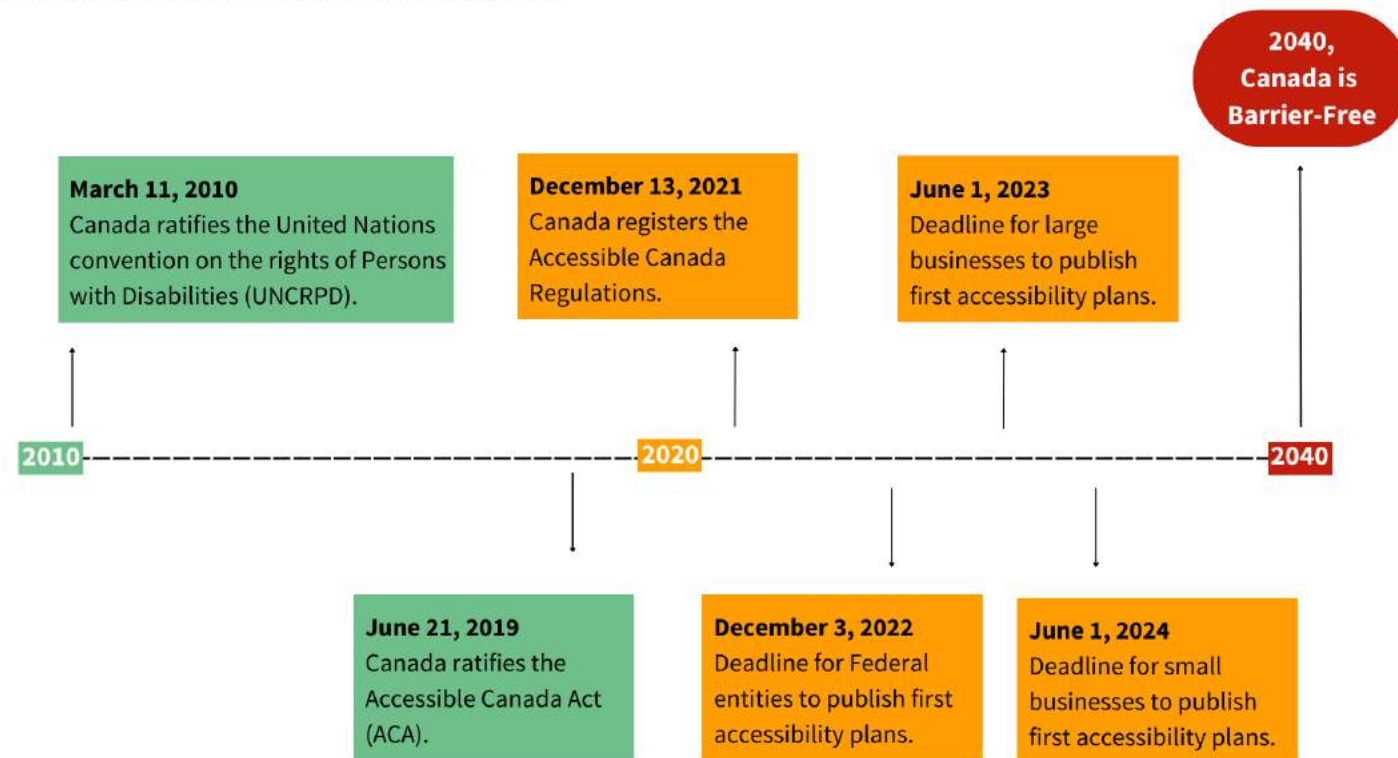 2040,
Canada is
Barrier-Free
March 11, 2010
Canada ratifies the United Nations
convention on the rights of Persons
with Disabilities (UNCRPD).
December 13, 2021
Canada registers the
Accessible Canada
Regulations.
June 1, 2023
Deadline for large
businesses to publish
first accessibility plans.
2010
2020
2040
June 21, 2019
Canada ratifies the
Accessible Canada Act
(ACA).
December 3, 2022
Deadline for Federal
entities to publish first
accessibility plans.
June 1, 2024
Deadline for small
businesses to publish
first accessibility plans.